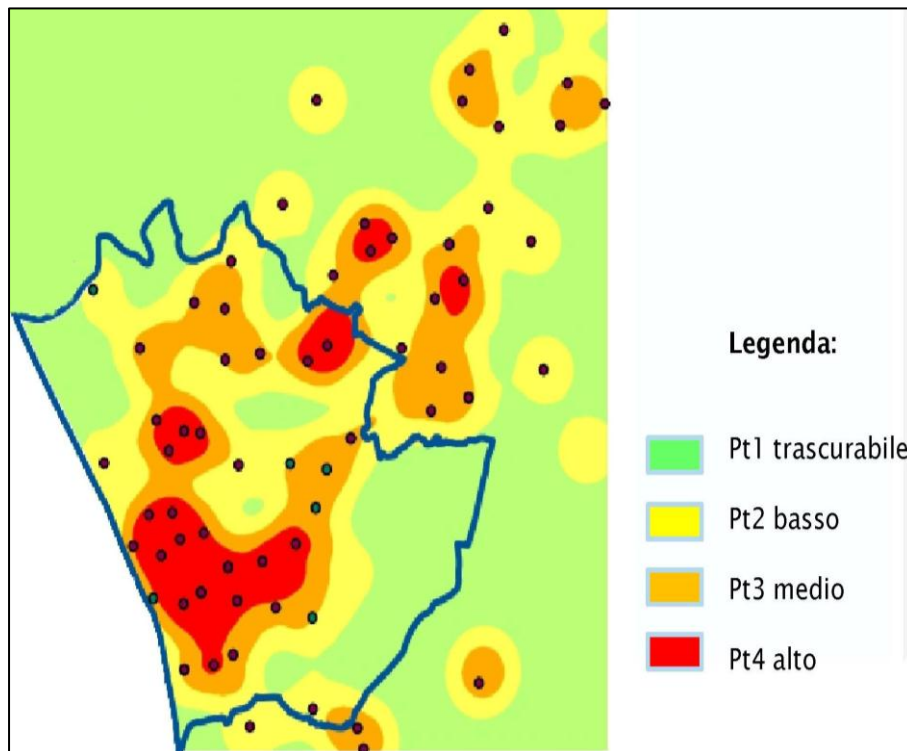 Legenda:
Pt1 trascurabile
Pt2 basso
Pt3 medio
Pt4 alto